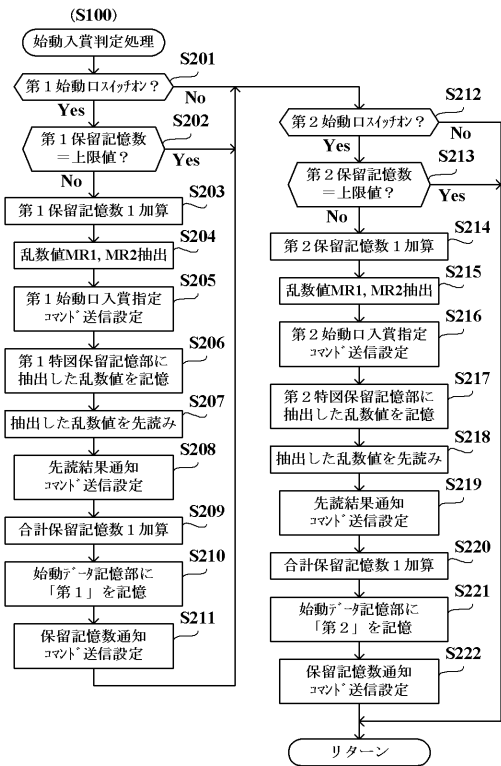 (S100)
始動入賞判定処理
S201
第1始動口スイッチオン?
No
Yes
S202
第1保留記憶数
=上限値?
Yes
No
S203
第1保留記憶数1加算
S204
乱数値MR1, MR2抽出
S205
第1始動口入賞指定
コマンド送信設定
S206
第1特図保留記憶部に
抽出した乱数値を記憶
S207
抽出した乱数値を先読み
S208
先読結果通知
コマンド送信設定
S209
合計保留記憶数1加算
S210
始動データ記憶部に
「第1」を記憶
S211
保留記憶数通知
コマンド送信設定
S212
第2始動口スイッチオン?
No
Yes
S213
第2保留記憶数
=上限値?
Yes
No
S214
第2保留記憶数1加算
S215
乱数値MR1, MR2抽出
S216
第2始動口入賞指定
コマンド送信設定
S217
第2特図保留記憶部に
抽出した乱数値を記憶
S218
抽出した乱数値を先読み
S219
先読結果通知
コマンド送信設定
S220
合計保留記憶数1加算
S221
始動データ記憶部に
「第2」を記憶
S222
保留記憶数通知
コマンド送信設定
リターン